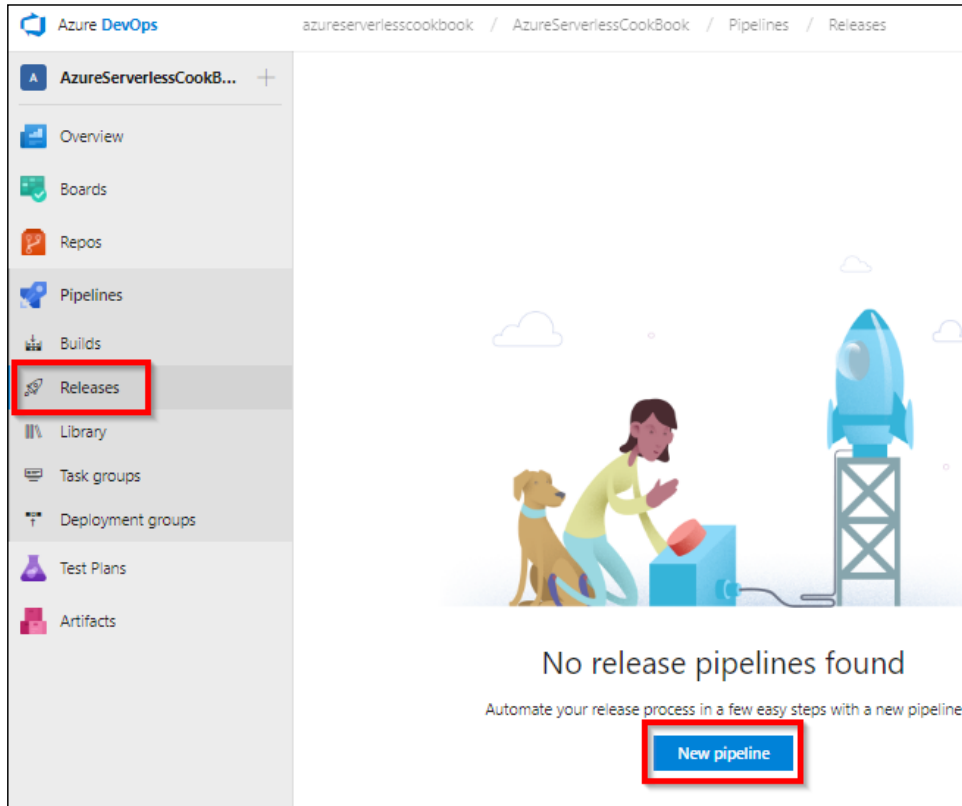 Azure DevOps
azureserverlesscookbook / AzureServerlessCookBook / Pipelines / Releases
A AzureServerlessCookB... +
Overview
Boards
Repos
Pipelines
Builds
Releases
Library
Task groups
Deployment groups
Test Plans
Artifacts
No release pipelines found
Automate your release process in a few easy steps with a new pipeline
New pipeline